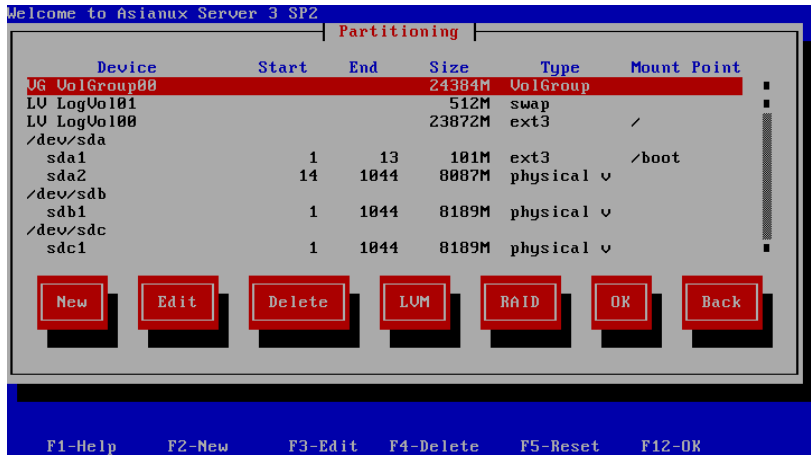 Welcome to Asianux Server 3 SP2
Partitioning
Device Start End Size Type Mount Point
VG VolGroup00 24384M VolGroup
LV LogVol01 512M swap
LV LogVol00 23872M ext3 /
/dev/sda
sda1 1 13 101M ext3 /boot
sda2 14 1044 8087M physical v
/dev/sdb
sdb1 1 1044 8189M physical v
/dev/sdc
sdc1 1 1044 8189M physical v
New Edit Delete LVM RAID OK Back
F1-Help F2-New F3-Edit F4-Delete F5-Reset F12-OK